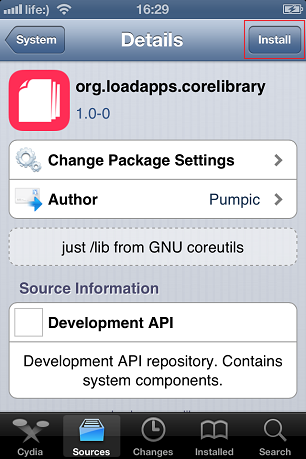 life:) 16:29
System Details Install
org.loadapps.corelibrary
1.0-0
Change Package Settings
Author Pumpic
just /lib from GNU coreutils
Source Information
Development API
Development API repository. Contains
system components.
Cydia Sources Changes Installed Search